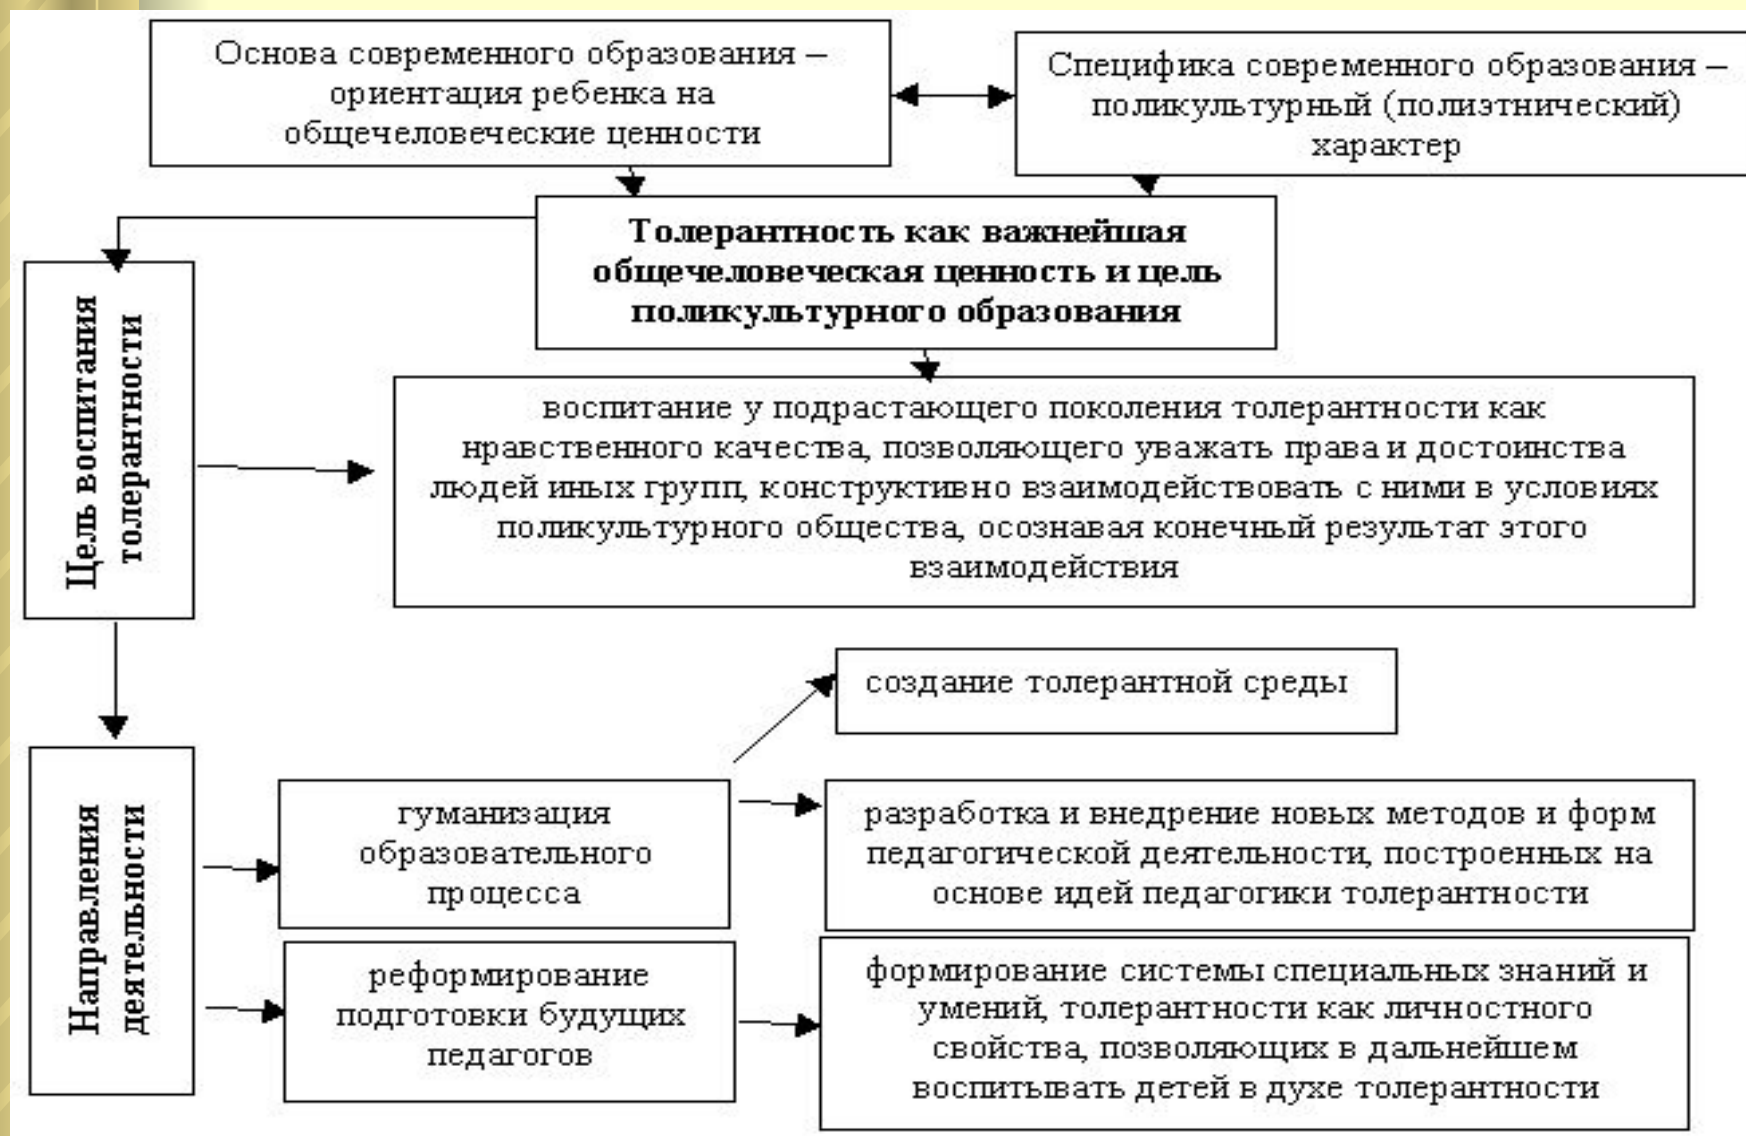 Основа современного образования –
ориентация ребенка на
общечеловеческие ценности
Специфика современного образования –
поликультурный (полиэтнический)
характер
Толерантность как важнейшая
общечеловеческая ценность и цель
поликультурного образования
Цель воспитания
толерантности
воспитание у подрастающего поколения толерантности как
нравственного качества, позволяющего уважать права и достоинства
людей иных групп, конструктивно взаимодействовать с ними в условиях
поликультурного общества, осознавая конечный результат этого
взаимодействия
Направления
деятельности
гуманизация
образовательного
процесса
создание толерантной среды
разработка и внедрение новых методов и форм
педагогической деятельности, построенных на
основе идей педагогики толерантности
реформирование
подготовки будущих
педагогов
формирование системы специальных знаний и
умений, толерантности как личностного
свойства, позволяющих в дальнейшем
воспитывать детей в духе толерантности